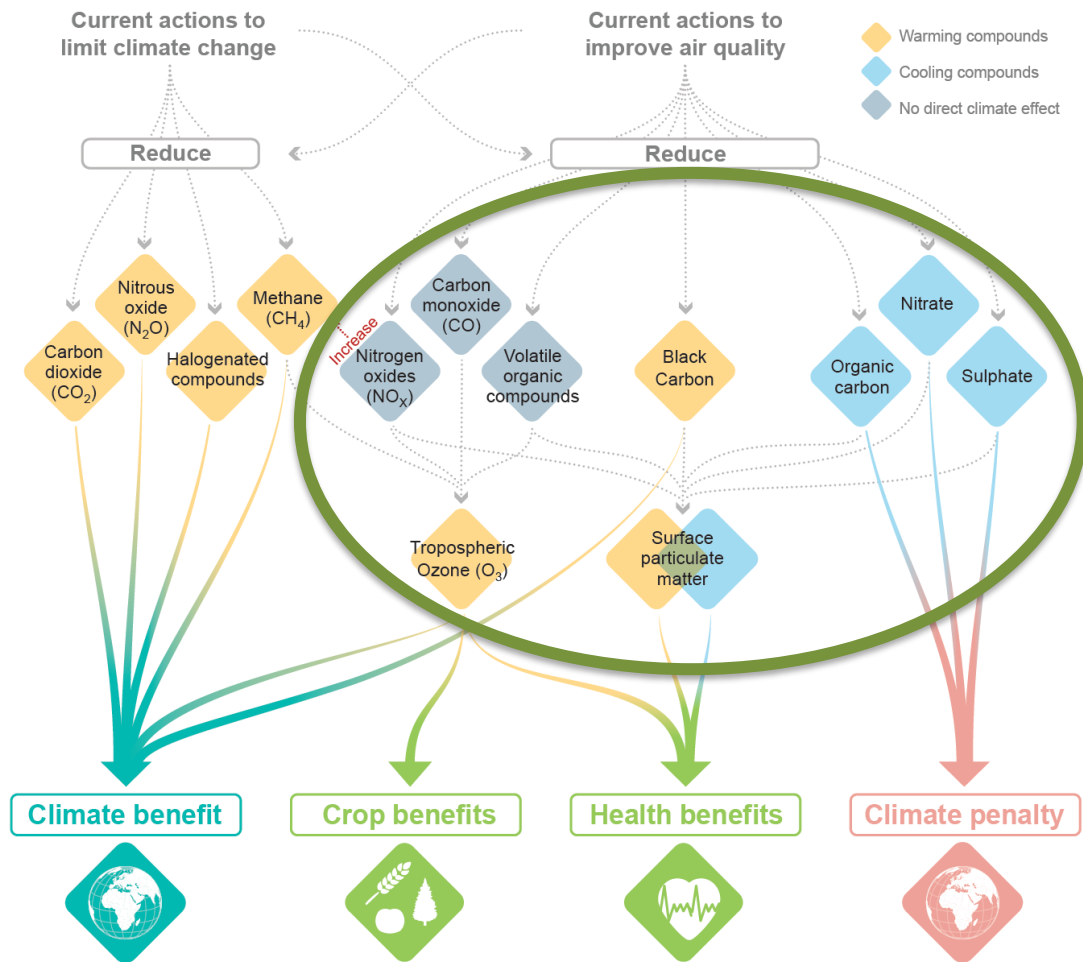 Current actions to
limit climate change
Current actions to
improve air quality
Warming compounds
Cooling compounds
No direct climate effect
Reduce
Reduce
Nitrous
oxide
(N₂O)
Methane
(CH₄)
Carbon
dioxide
(CO₂)
Halogenated
compounds
Increase
Carbon
monoxide
(CO)
Nitrogen
oxides
(NOₓ)
Volatile
organic
compounds
Black
Carbon
Nitrate
Organic
carbon
Sulphate
Tropospheric
Ozone (O₃)
Surface
particulate
matter
Climate benefit
Crop benefits
Health benefits
Climate penalty